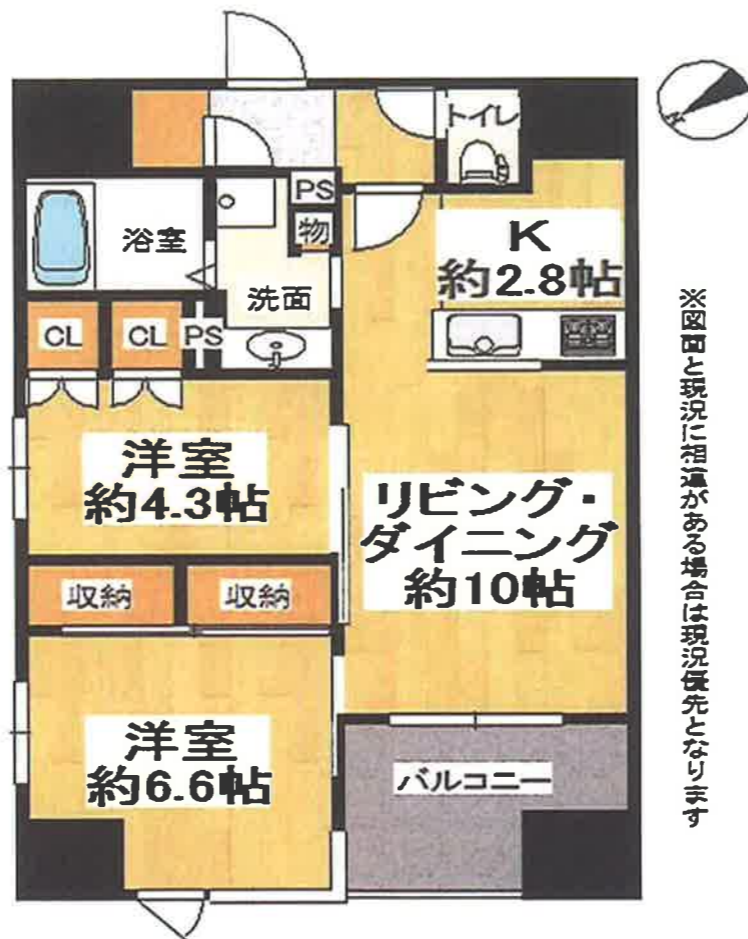 トイレ
PS
物
浴室
洗面
K
約2.8帖
CL
CL
PS
洋室
約4.3帖
リビング・
ダイニング
約10帖
収納
収納
洋室
約6.6帖
バルコニー
※図面と現況に相違がある場合は現況優先となります